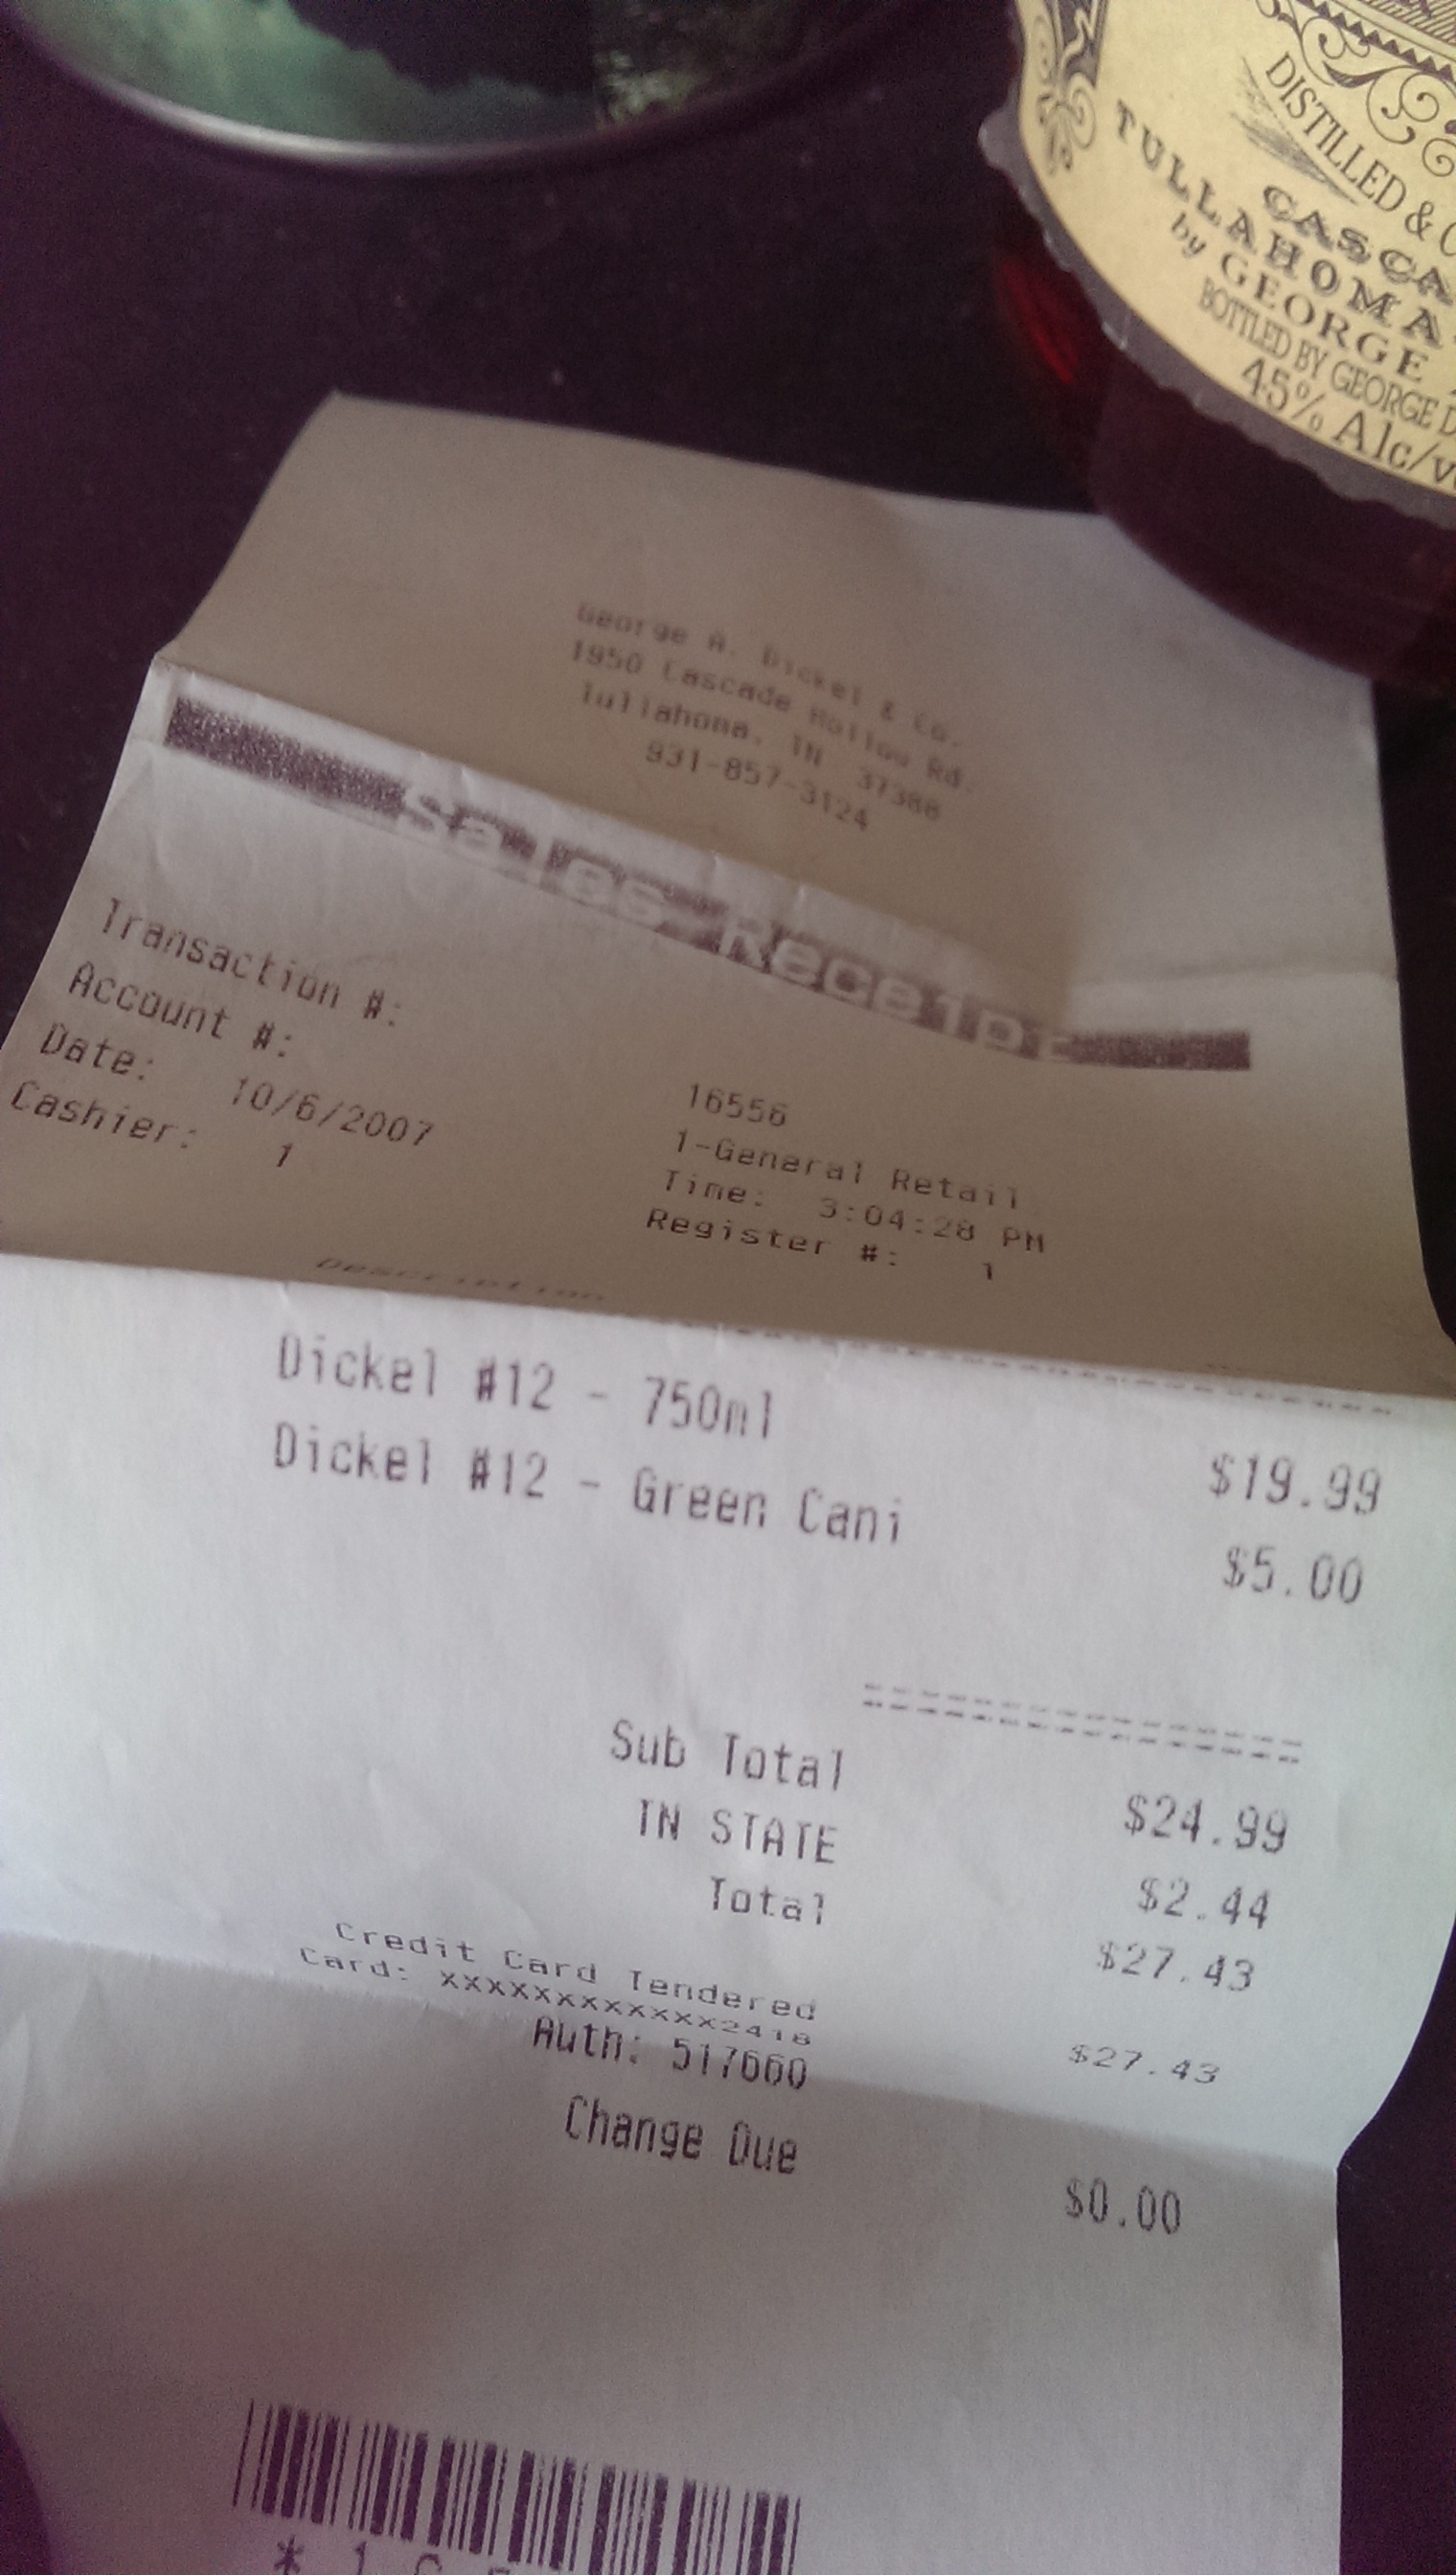 DISTILLED & C
CASCA
TULLAHOMA
by GEORGE
BOTTLED BY GEORGE D
45% Alc/v
George A. Dickel & Co.
1950 Cascade Hollow Rd.
Tullahoma, TN 37388
931-857-3124
Sales Receipt
Transaction #: 16556
Account #: 1-General Retail
Date: 10/6/2007 Time: 3:04:28 PM
Cashier: 1 Register #: 1
Description
Dickel #12 - 750ml $19.99
Dickel #12 - Green Cani $5.00
Sub Total $24.99
TN STATE $2.44
Total $27.43
Credit Card Tendered $27.43
Card: XXXXXXXXXXXX2418
Auth: 517660
Change Due $0.00